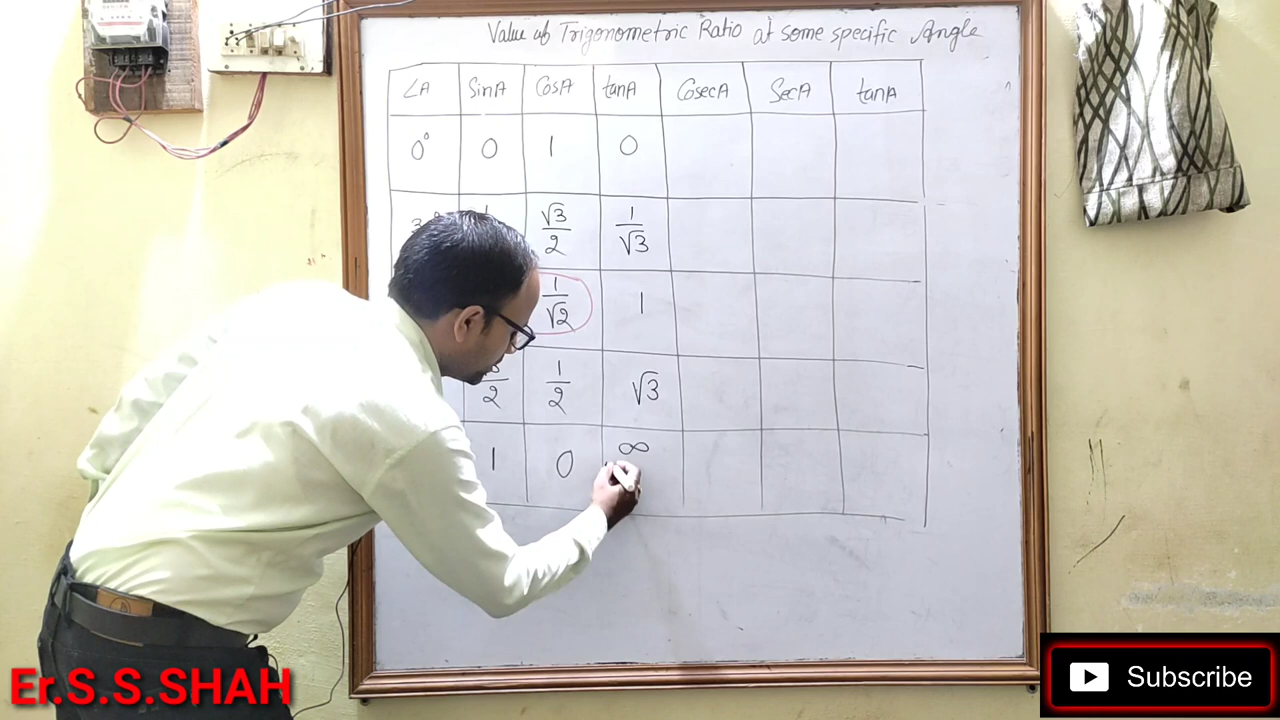 Value of Trigonometric Ratio at some specific Angle
∠A SinA CosA tanA CosecA SecA tanA
0° 0 1 0
√3/2 1/√3
1/√2 1
2 1/2 √3
1 0 ∞
Er.S.S.SHAH
Subscribe